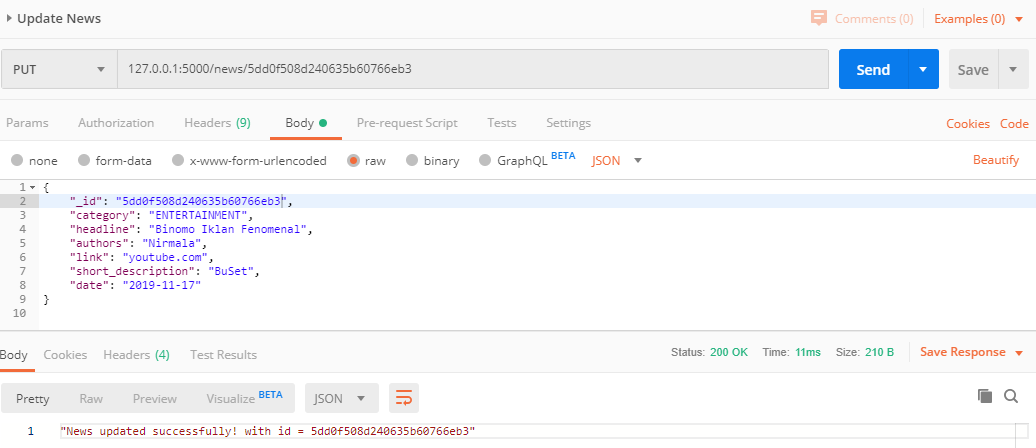 Update News Comments (0) Examples (0)
PUT 127.0.0.1:5000/news/5dd0f508d240635b60766eb3 Send Save
Params Authorization Headers (9) Body Pre-request Script Tests Settings Cookies Code
none form-data x-www-form-urlencoded raw binary GraphQL BETA JSON Beautify
1 {
2 "_id": "5dd0f508d240635b60766eb3",
3 "category": "ENTERTAINMENT",
4 "headline": "Binomo Iklan Fenomenal",
5 "authors": "Nirmala",
6 "link": "youtube.com",
7 "short_description": "BuSet",
8 "date": "2019-11-17"
9 }
10
Body Cookies Headers (4) Test Results Status: 200 OK Time: 11ms Size: 210 B Save Response
Pretty Raw Preview Visualize BETA JSON
1 "News updated successfully! with id = 5dd0f508d240635b60766eb3"